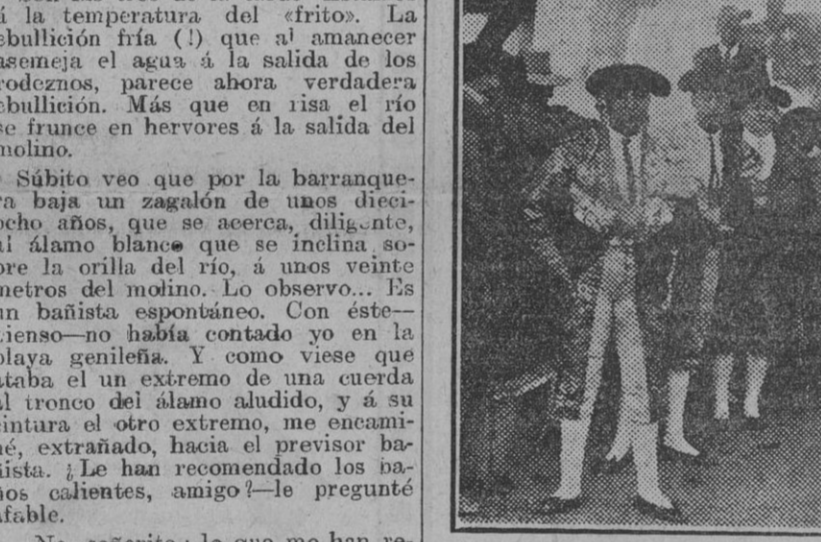 á la temperatura del «frito». La
ebullición fría (!) que al amanecer
asemeja el agua á la salida de los
rodeznos, parece ahora verdadera
ebullición. Más que en risa el río
se frunce en hervores á la salida del
molino.
Súbito veo que por la barranque-
ra baja un zagalón de unos dieci-
ocho años, que se acerca, diligente,
al álamo blanco que se inclina so-
bre la orilla del río, á unos veinte
metros del molino. Lo observo... Es
un bañista espontáneo. Con éste—
pienso—no había contado yo en la
playa genileña. Y como viese que
ataba el un extremo de una cuerda
al tronco del álamo aludido, y á su
cintura el otro extremo, me encami-
né, extrañado, hacia el previsor ba-
ñista. ¿Le han recomendado los ba-
ños calientes, amigo?—le pregunté
afable.